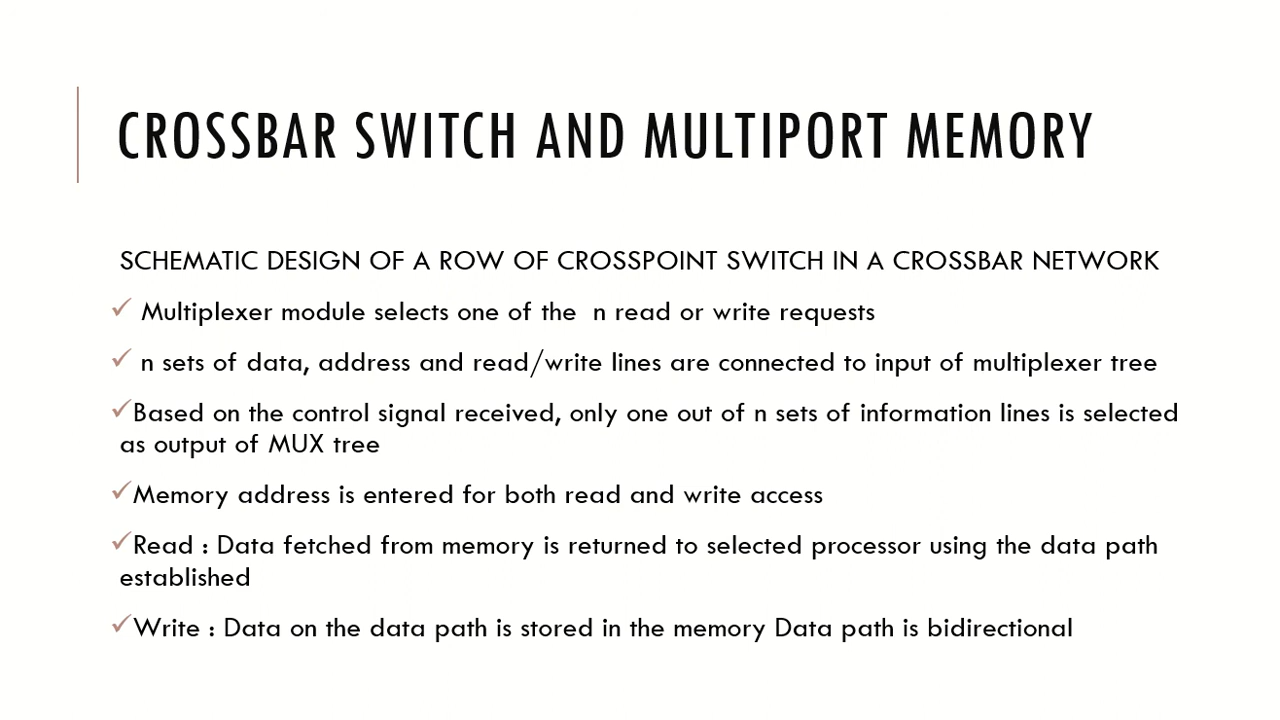 CROSSBAR SWITCH AND MULTIPORT MEMORY
SCHEMATIC DESIGN OF A ROW OF CROSSPOINT SWITCH IN A CROSSBAR NETWORK
✓ Multiplexer module selects one of the n read or write requests
✓ n sets of data, address and read/write lines are connected to input of multiplexer tree
✓Based on the control signal received, only one out of n sets of information lines is selected
as output of MUX tree
✓Memory address is entered for both read and write access
✓Read : Data fetched from memory is returned to selected processor using the data path
established
✓Write : Data on the data path is stored in the memory Data path is bidirectional